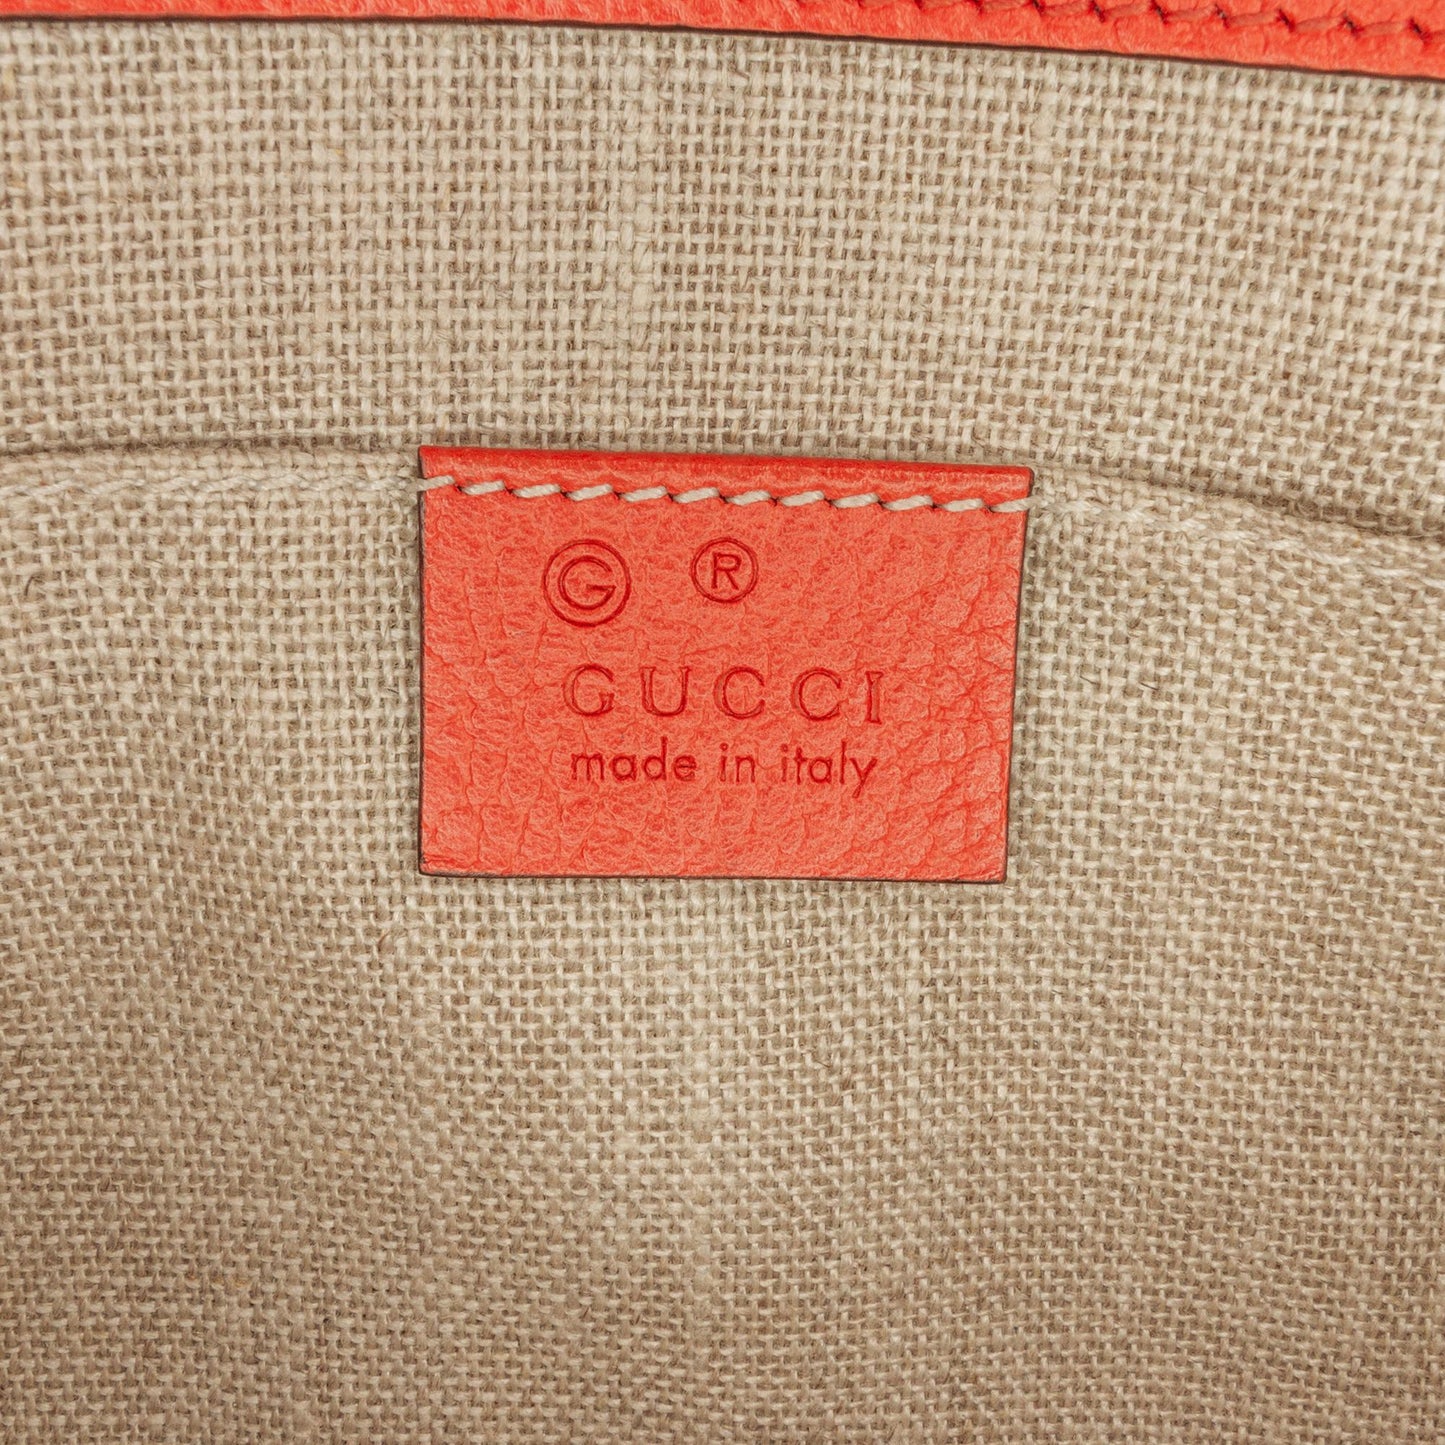 Ⓖ ®
GUCCI
made in italy